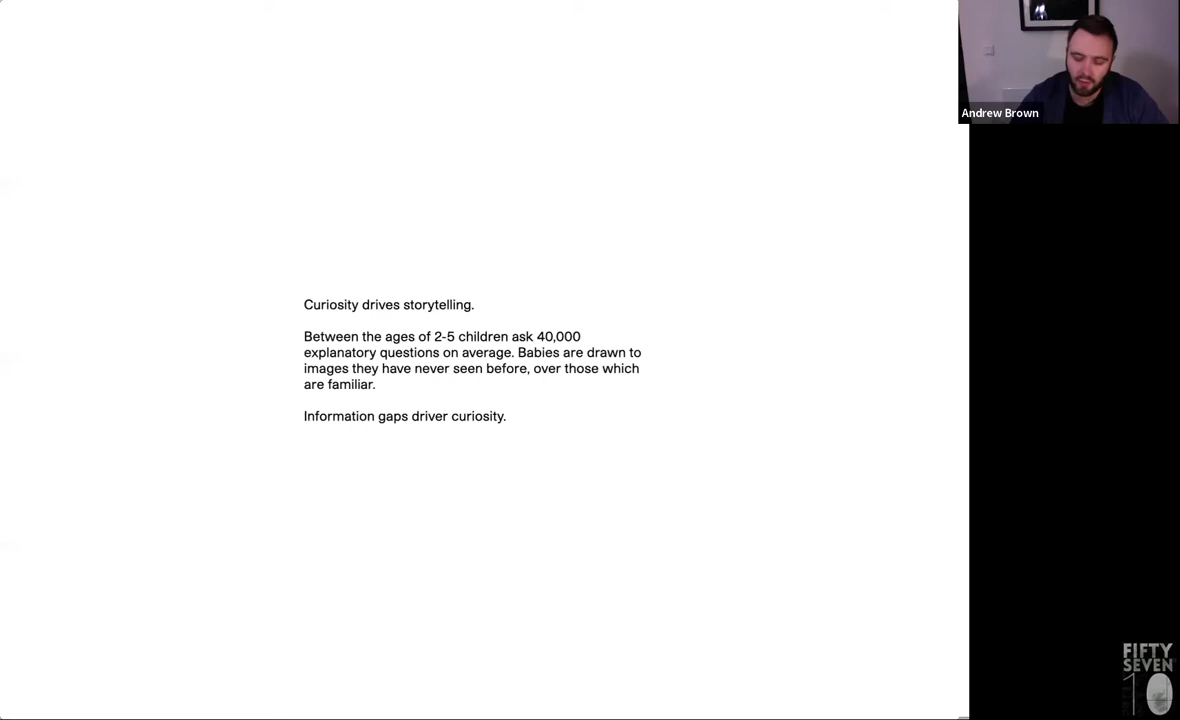 Andrew Brown
Curiosity drives storytelling.
Between the ages of 2-5 children ask 40,000
explanatory questions on average. Babies are drawn to
images they have never seen before, over those which
are familiar.
Information gaps driver curiosity.
FIFTY
SEVEN
10